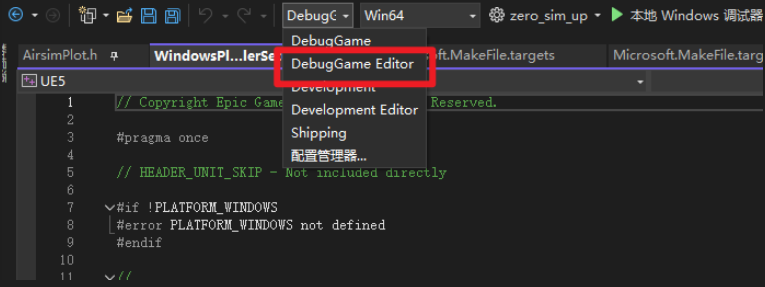 DebugG
Win64
zero_sim_up
本地 Windows 调试器
AirsimPlot.h
WindowsPl...lerSe
ft.MakeFile.targets
Microsoft.MakeFile.targ
DebugGame
DebugGame Editor
Development
Development Editor
Shipping
配置管理器...
UE5
1 // Copyright Epic Game Reserved.
2
3 #pragma once
4
5 // HEADER_UNIT_SKIP - Not included directly
6
7 #if !PLATFORM_WINDOWS
8 #error PLATFORM_WINDOWS not defined
9 #endif
10
11 //